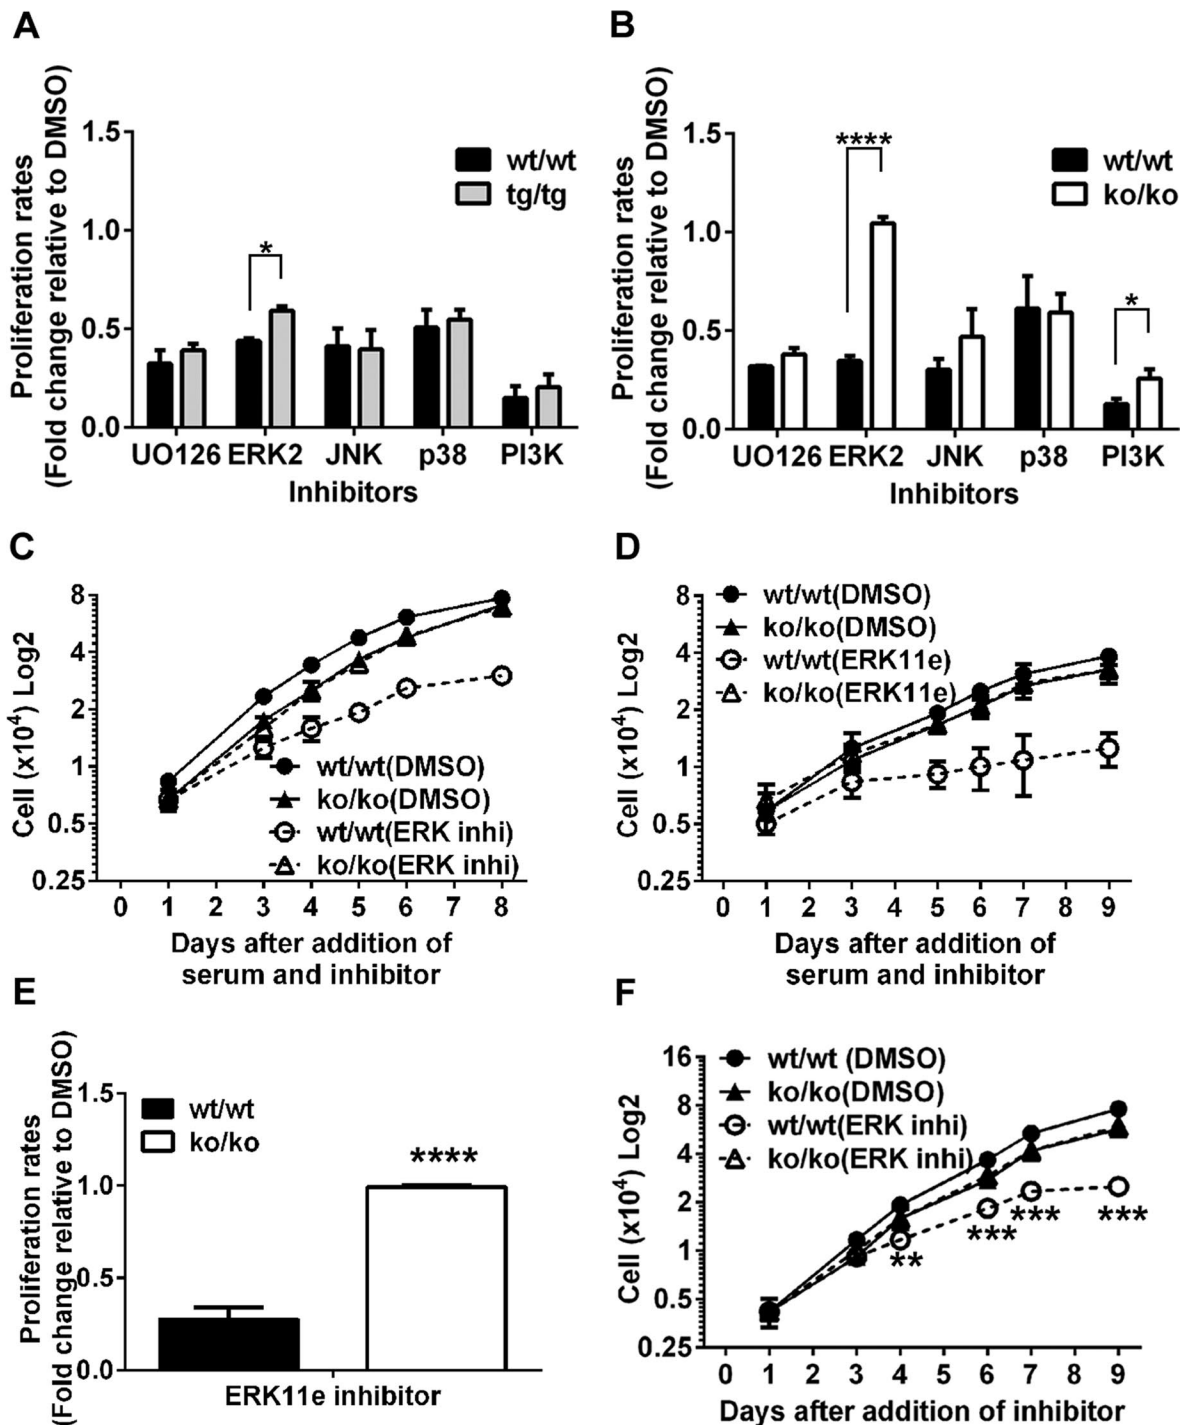 A
Proliferation rates
(Fold change relative to DMSO)
1.5
1.0
0.5
0.0
wt/wt
tg/tg
*
UO126 ERK2 JNK p38 PI3K
Inhibitors
B
Proliferation rates
(Fold change relative to DMSO)
1.5
1.0
0.5
0.0
****
wt/wt
ko/ko
*
UO126 ERK2 JNK p38 PI3K
Inhibitors
C
Cell (x10⁴) Log2
8
4
2
1
0.5
0.25
wt/wt(DMSO)
ko/ko(DMSO)
wt/wt(ERK inhi)
ko/ko(ERK inhi)
0 1 2 3 4 5 6 7 8
Days after addition of
serum and inhibitor
D
Cell (x10⁴) Log2
8
4
2
1
0.5
0.25
wt/wt(DMSO)
ko/ko(DMSO)
wt/wt(ERK11e)
ko/ko(ERK11e)
0 1 2 3 4 5 6 7 8 9
Days after addition of
serum and inhibitor
E
Proliferation rates
(Fold change relative to DMSO)
1.5
1.0
0.5
0.0
wt/wt
ko/ko
****
ERK11e inhibitor
F
Cell (x10⁴) Log2
16
8
4
2
1
0.5
0.25
wt/wt (DMSO)
ko/ko(DMSO)
wt/wt(ERK inhi)
ko/ko(ERK inhi)
** *** *** ***
0 1 2 3 4 5 6 7 8 9
Days after addition of inhibitor